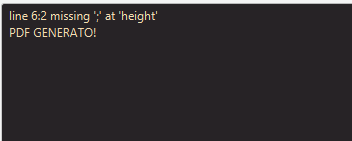 line 6:2 missing ';' at 'height'
PDF GENERATO!